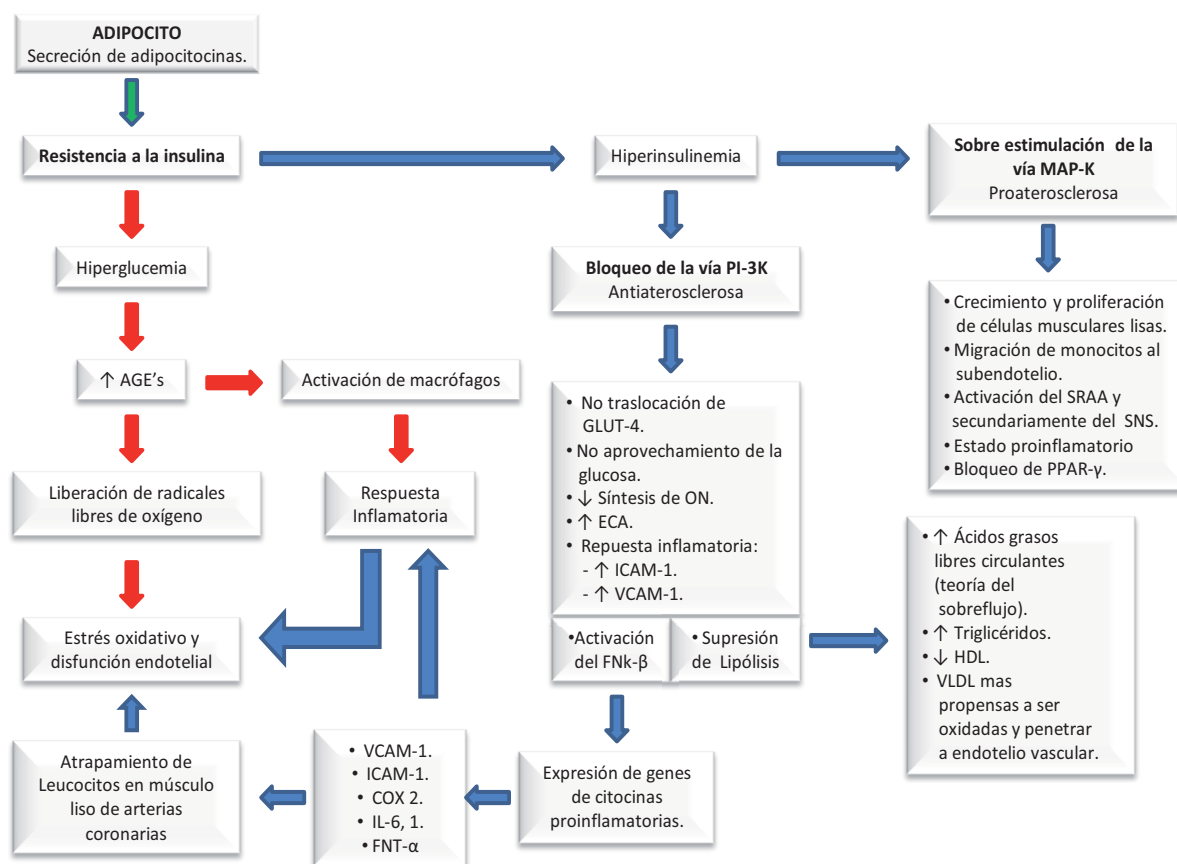 ADIPOCITO
Secreción de adipocitocinas.
Resistencia a la insulina
Hiperinsulinemia
Sobre estimulación de la
vía MAP-K
Proaterosclerosa
Hiperglucemia
Bloqueo de la vía PI-3K
Antiaterosclerosa
• Crecimiento y proliferación
de células musculares lisas.
• Migración de monocitos al
subendotelio.
• Activación del SRAA y
secundariamente del SNS.
• Estado proinflamatorio
• Bloqueo de PPAR-γ.
↑ AGE’s
Activación de macrófagos
• No traslocación de
GLUT-4.
• No aprovechamiento de la
glucosa.
• ↓ Síntesis de ON.
• ↑ ECA.
• Repuesta inflamatoria:
- ↑ ICAM-1.
- ↑ VCAM-1.
Liberación de radicales
libres de oxígeno
Respuesta
Inflamatoria
• ↑ Ácidos grasos
libres circulantes
(teoría del
sobreflujo).
• ↑ Triglicéridos.
• ↓ HDL.
• VLDL mas
propensas a ser
oxidadas y penetrar
a endotelio vascular.
Estrés oxidativo y
disfunción endotelial
• Activación
del FNk-β
• Supresión
de Lipólisis
Atrapamiento de
Leucocitos en músculo
liso de arterias
coronarias
• VCAM-1.
• ICAM-1.
• COX 2.
• IL-6, 1.
• FNT-α
Expresión de genes
de citocinas
proinflamatorias.